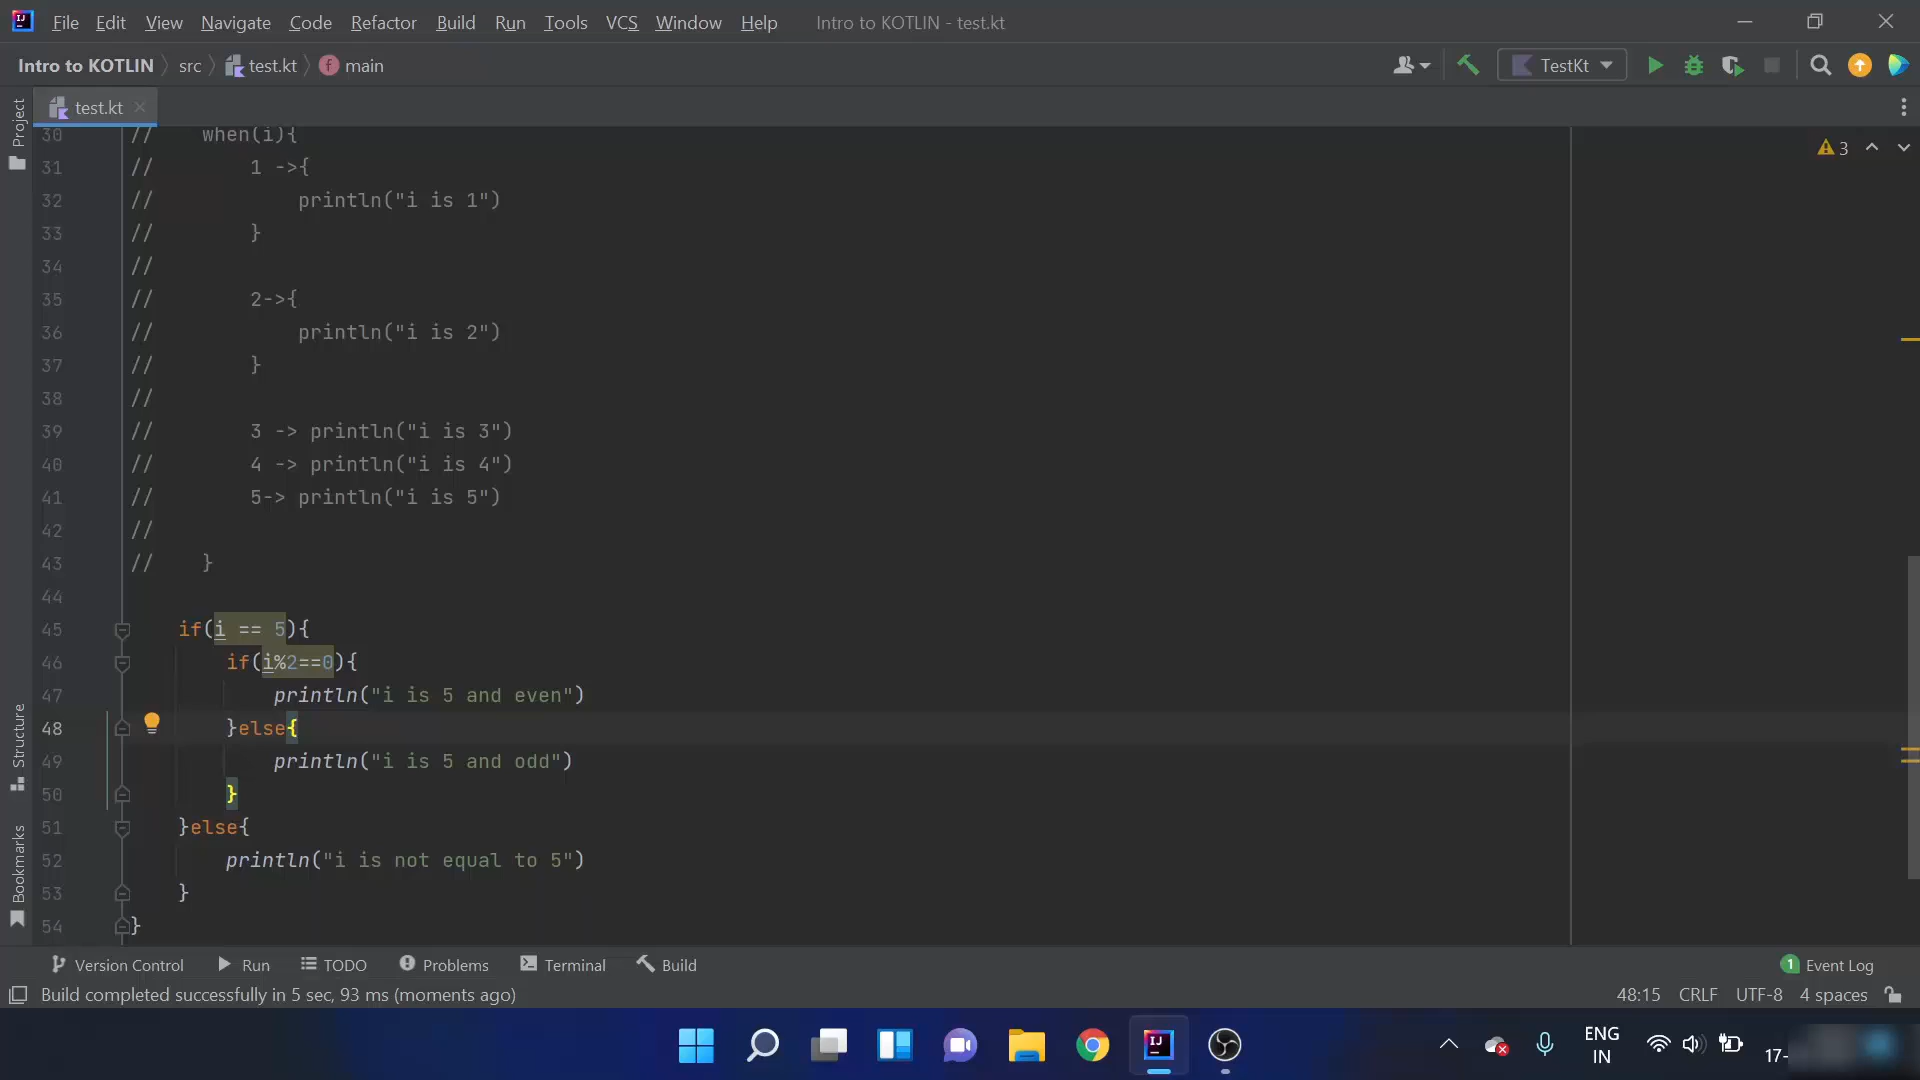 File Edit View Navigate Code Refactor Build Run Tools VCS Window Help Intro to KOTLIN - test.kt
Intro to KOTLIN src test.kt f main TestKt
test.kt
Project
Structure
Bookmarks
3
30 // when(i){
31 // 1 ->{
32 // println("i is 1")
33 // }
34 //
35 // 2->{
36 // println("i is 2")
37 // }
38 //
39 // 3 -> println("i is 3")
40 // 4 -> println("i is 4")
41 // 5-> println("i is 5")
42 //
43 // }
44
45 if(i == 5){
46 if(i%2==0){
47 println("i is 5 and even")
48 }else{
49 println("i is 5 and odd")
50 }
51 }else{
52 println("i is not equal to 5")
53 }
54 }
Version Control Run TODO Problems Terminal Build 1 Event Log
Build completed successfully in 5 sec, 93 ms (moments ago) 48:15 CRLF UTF-8 4 spaces
IJ
ENG
IN
17-